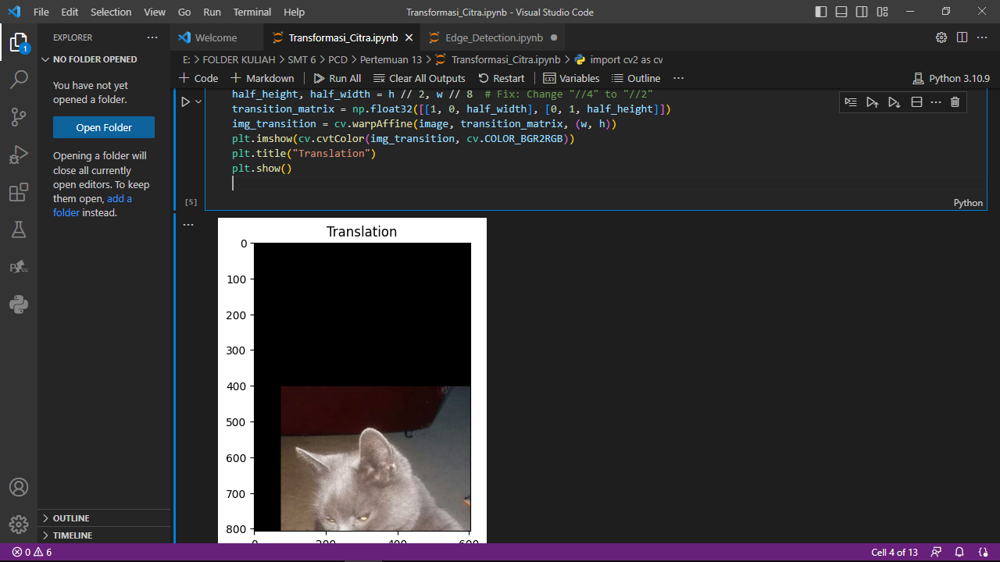 File Edit Selection View Go Run Terminal Help Transformasi_Citra.ipynb - Visual Studio Code
EXPLORER
Welcome Transformasi_Citra.ipynb Edge_Detection.ipynb
NO FOLDER OPENED
E: > FOLDER KULIAH > SMT 6 > PCD > Pertemuan 13 > Transformasi_Citra.ipynb > import cv2 as cv
+ Code + Markdown Run All Clear All Outputs Restart Variables Outline ... Python 3.10.9
1
You have not yet
opened a folder.
Open Folder
Opening a folder will
close all currently
open editors. To keep
them open, add a
folder instead.
OUTLINE
TIMELINE
half_height, half_width = h // 2, w // 8  # Fix: Change "//4" to "//2"
transition_matrix = np.float32([[1, 0, half_width], [0, 1, half_height]])
img_transition = cv.warpAffine(image, transition_matrix, (w, h))
plt.imshow(cv.cvtColor(img_transition, cv.COLOR_BGR2RGB))
plt.title("Translation")
plt.show()
[5]
Python
Translation
0
100
200
300
400
500
600
700
800
0 200 400 600
0 6 Cell 4 of 13